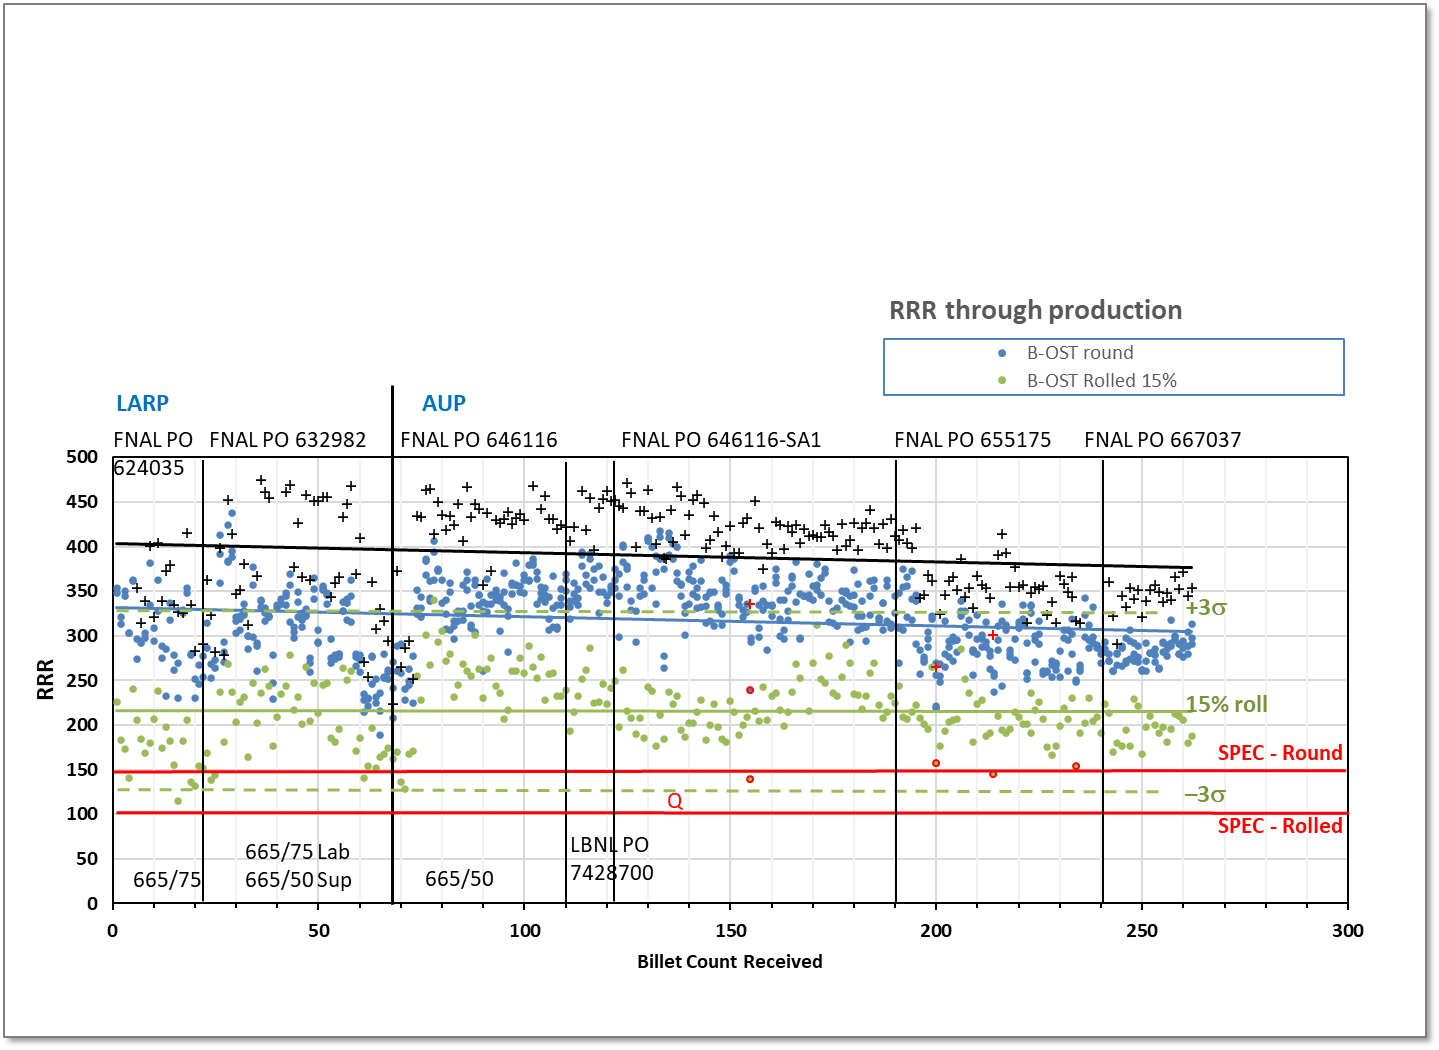 RRR through production
B-OST round
B-OST Rolled 15%
LARP
AUP
FNAL PO
624035
FNAL PO 632982
FNAL PO 646116
FNAL PO 646116-SA1
FNAL PO 655175
FNAL PO 667037
500
450
400
350
300
250
200
150
100
50
0
RRR
+3σ
15% roll
SPEC - Round
–3σ
SPEC - Rolled
Q
665/75
665/75 Lab
665/50 Sup
665/50
LBNL PO
7428700
0
50
100
150
200
250
300
Billet Count Received